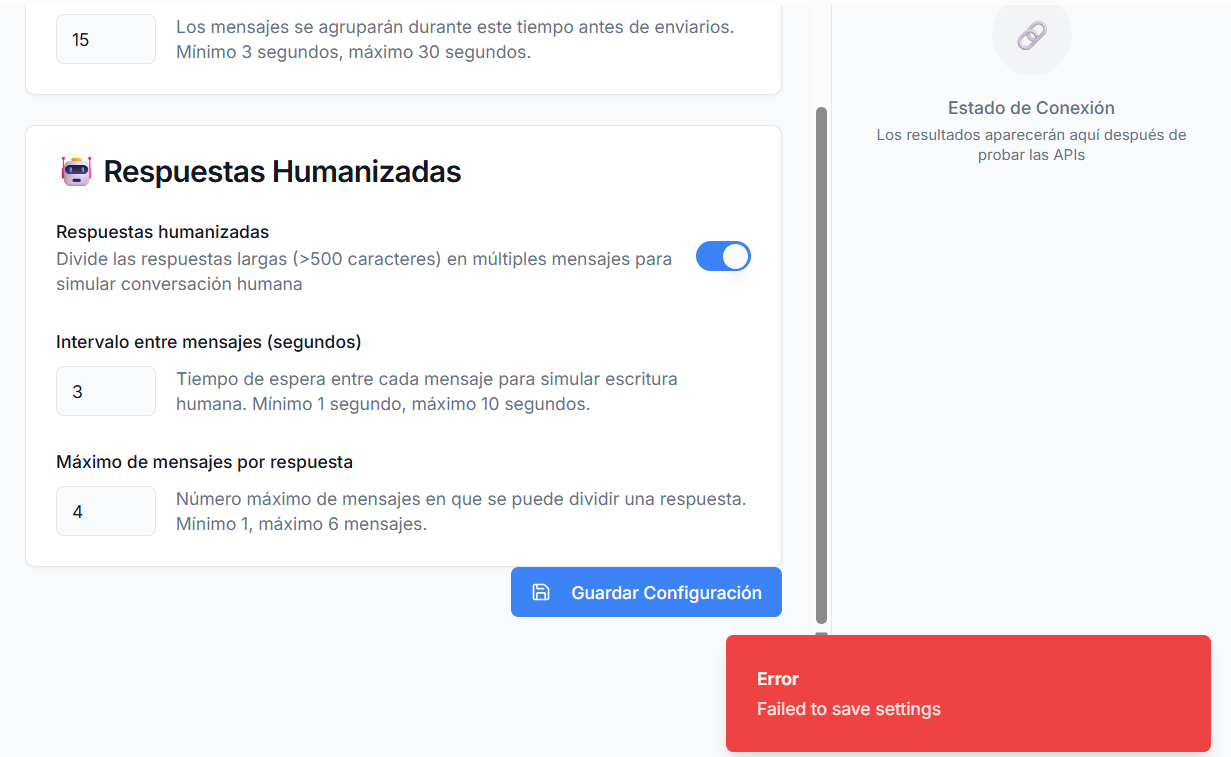 15
Los mensajes se agruparán durante este tiempo antes de enviarlos.
Mínimo 3 segundos, máximo 30 segundos.
Estado de Conexión
Los resultados aparecerán aquí después de
probar las APIs
Respuestas Humanizadas
Respuestas humanizadas
Divide las respuestas largas (>500 caracteres) en múltiples mensajes para
simular conversación humana
Intervalo entre mensajes (segundos)
3
Tiempo de espera entre cada mensaje para simular escritura
humana. Mínimo 1 segundo, máximo 10 segundos.
Máximo de mensajes por respuesta
4
Número máximo de mensajes en que se puede dividir una respuesta.
Mínimo 1, máximo 6 mensajes.
Guardar Configuración
Error
Failed to save settings